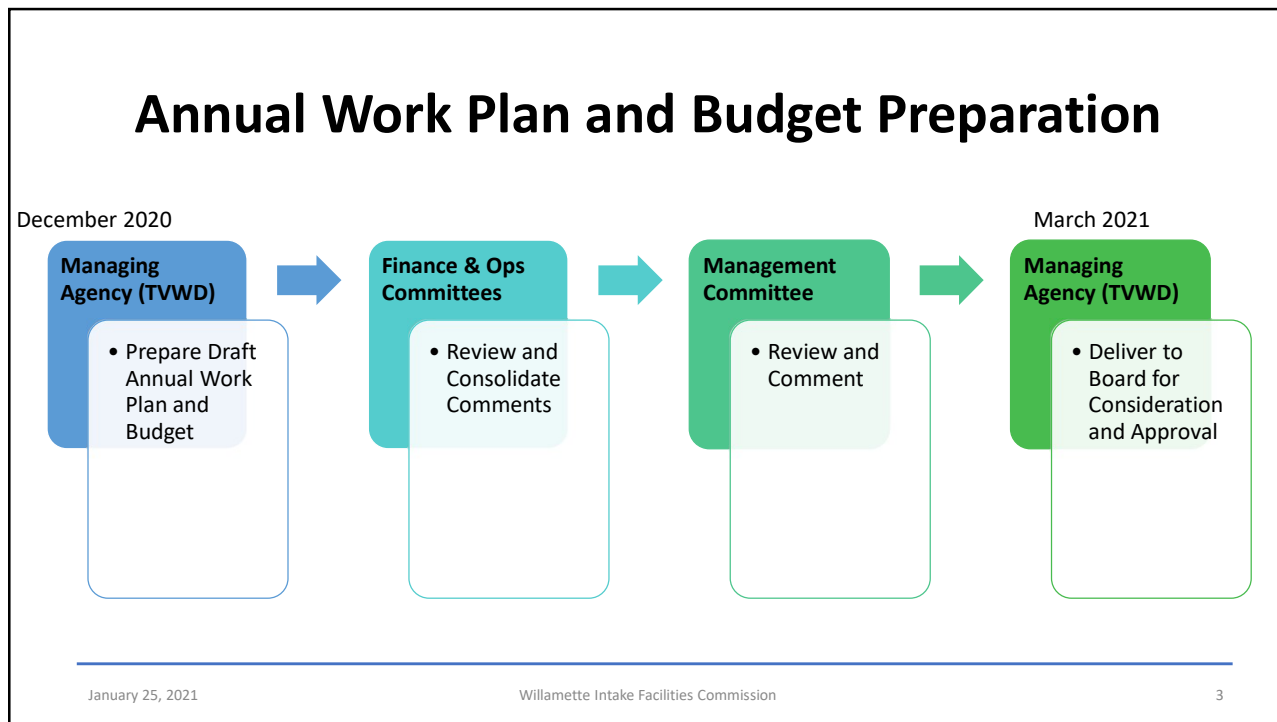 Annual Work Plan and Budget Preparation
December 2020
Managing
Agency (TVWD)
• Prepare Draft
Annual Work
Plan and
Budget
Finance & Ops
Committees
• Review and
Consolidate
Comments
Management
Committee
• Review and
Comment
March 2021
Managing
Agency (TVWD)
• Deliver to
Board for
Consideration
and Approval
January 25, 2021
Willamette Intake Facilities Commission
3